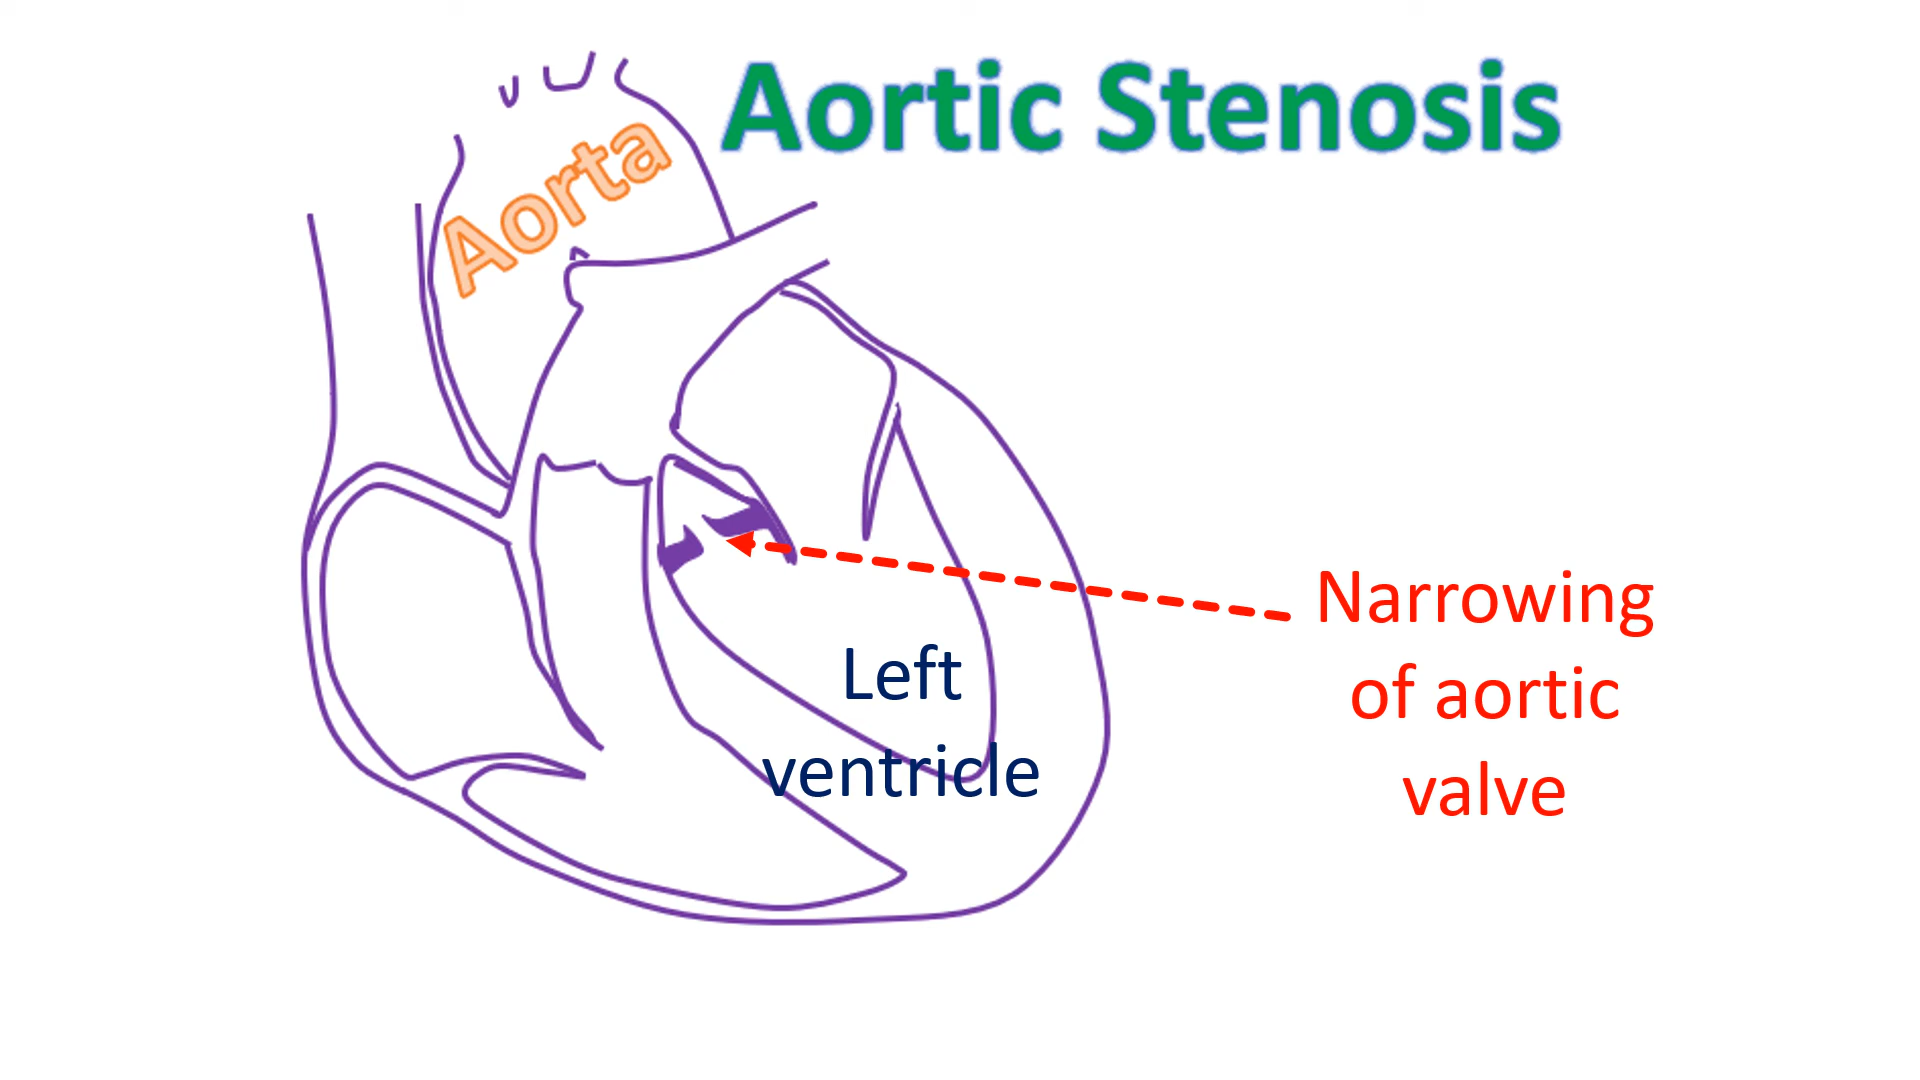 Aortic Stenosis
Aorta
Narrowing
of aortic
valve
Left
ventricle